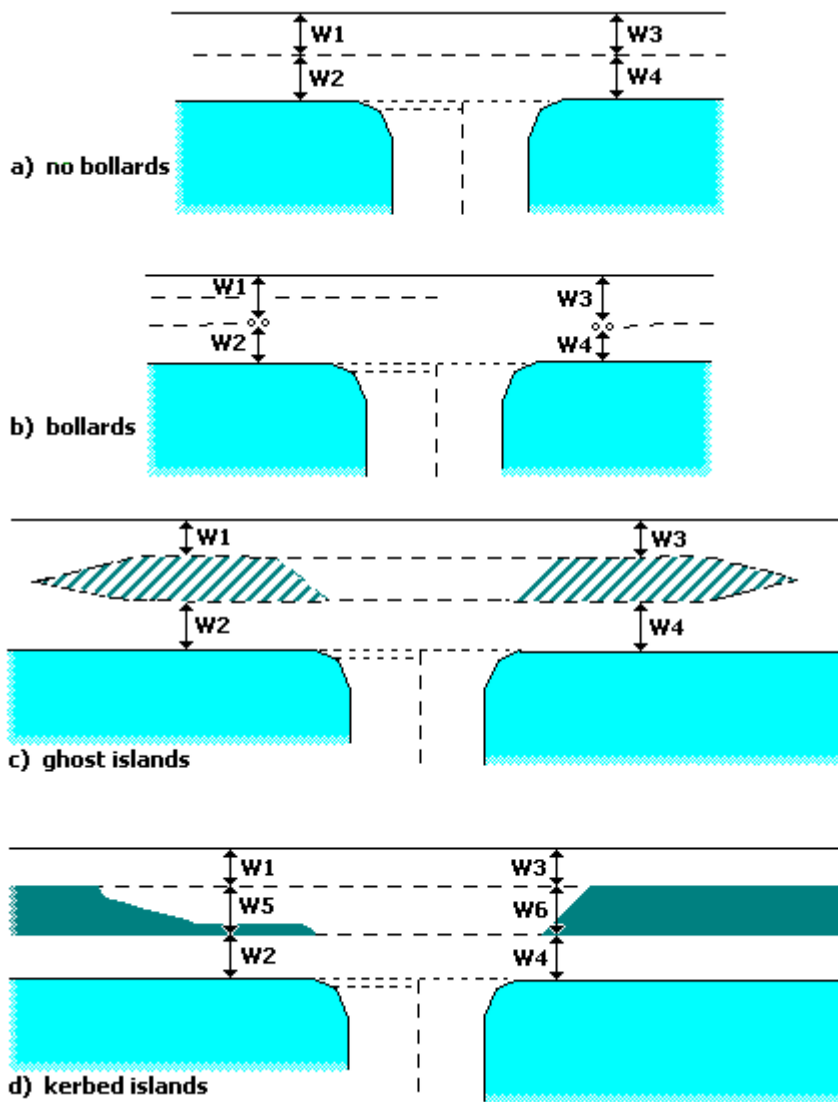 W1 W3
W2 W4
a) no bollards
W1 W3
W2 W4
b) bollards
W1 W3
W2 W4
c) ghost islands
W1 W3
W5 W6
W2 W4
d) kerbed islands